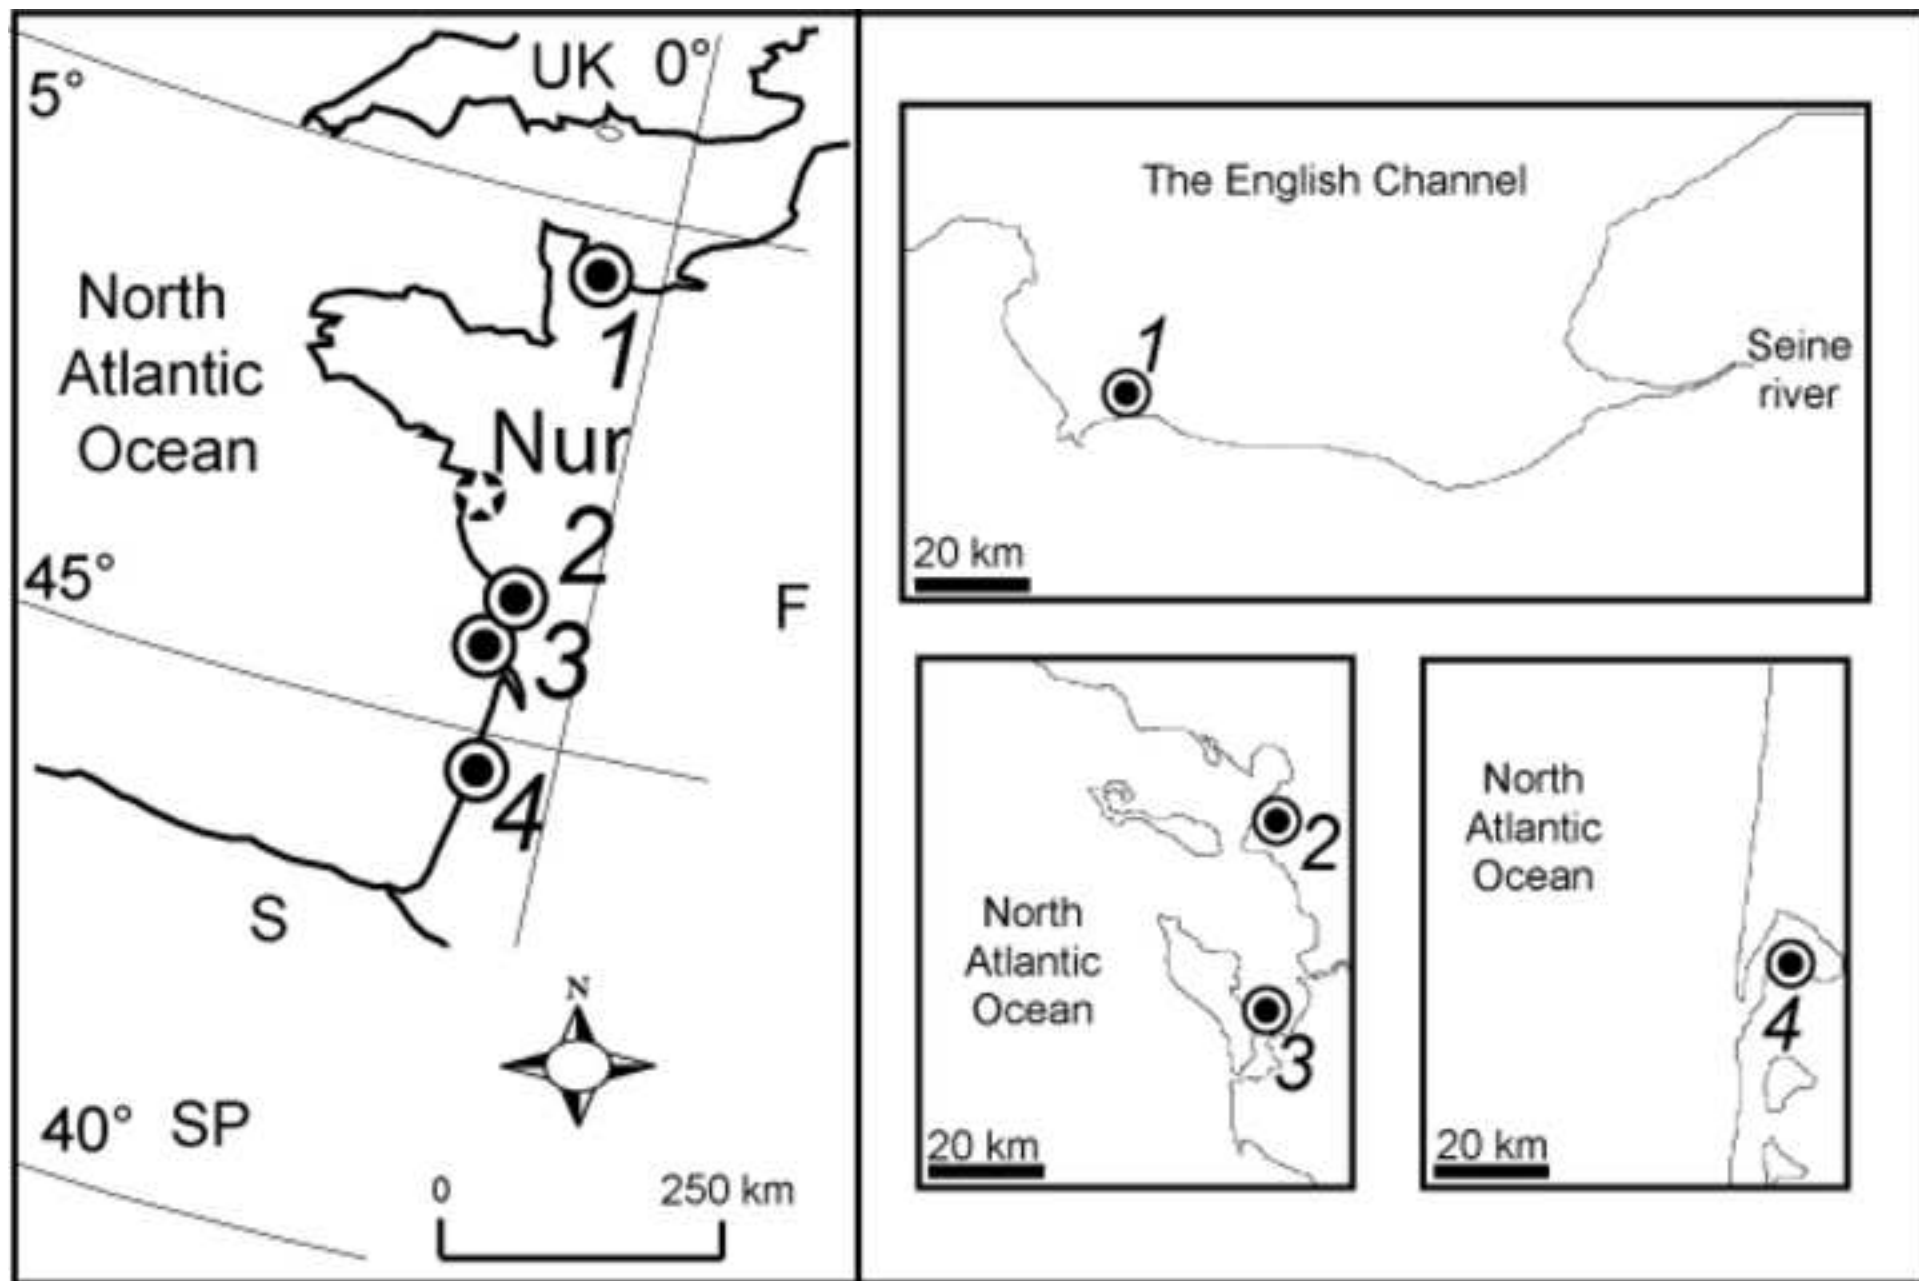 UK 0°
5°
North
Atlantic
Ocean
1
Nur
2
45°
F
3
4
S
N
40° SP
0 250 km
The English Channel
1
Seine
river
20 km
2
North
Atlantic
Ocean
3
20 km
North
Atlantic
Ocean
4
20 km